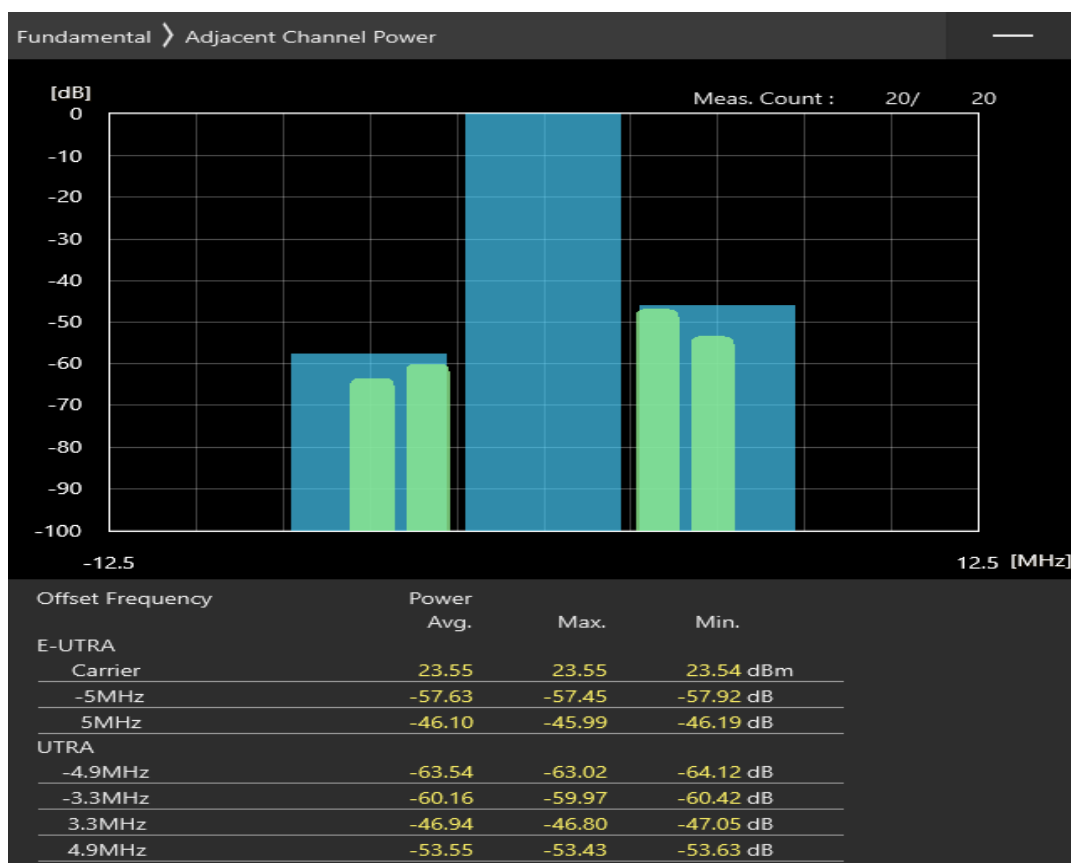 Fundamental 〉 Adjacent Channel Power
[dB]
Meas. Count : 20/ 20
0
-10
-20
-30
-40
-50
-60
-70
-80
-90
-100
-12.5 12.5 [MHz]
Offset Frequency Power
Avg. Max. Min.
E-UTRA
Carrier 23.55 23.55 23.54 dBm
-5MHz -57.63 -57.45 -57.92 dB
5MHz -46.10 -45.99 -46.19 dB
UTRA
-4.9MHz -63.54 -63.02 -64.12 dB
-3.3MHz -60.16 -59.97 -60.42 dB
3.3MHz -46.94 -46.80 -47.05 dB
4.9MHz -53.55 -53.43 -53.63 dB